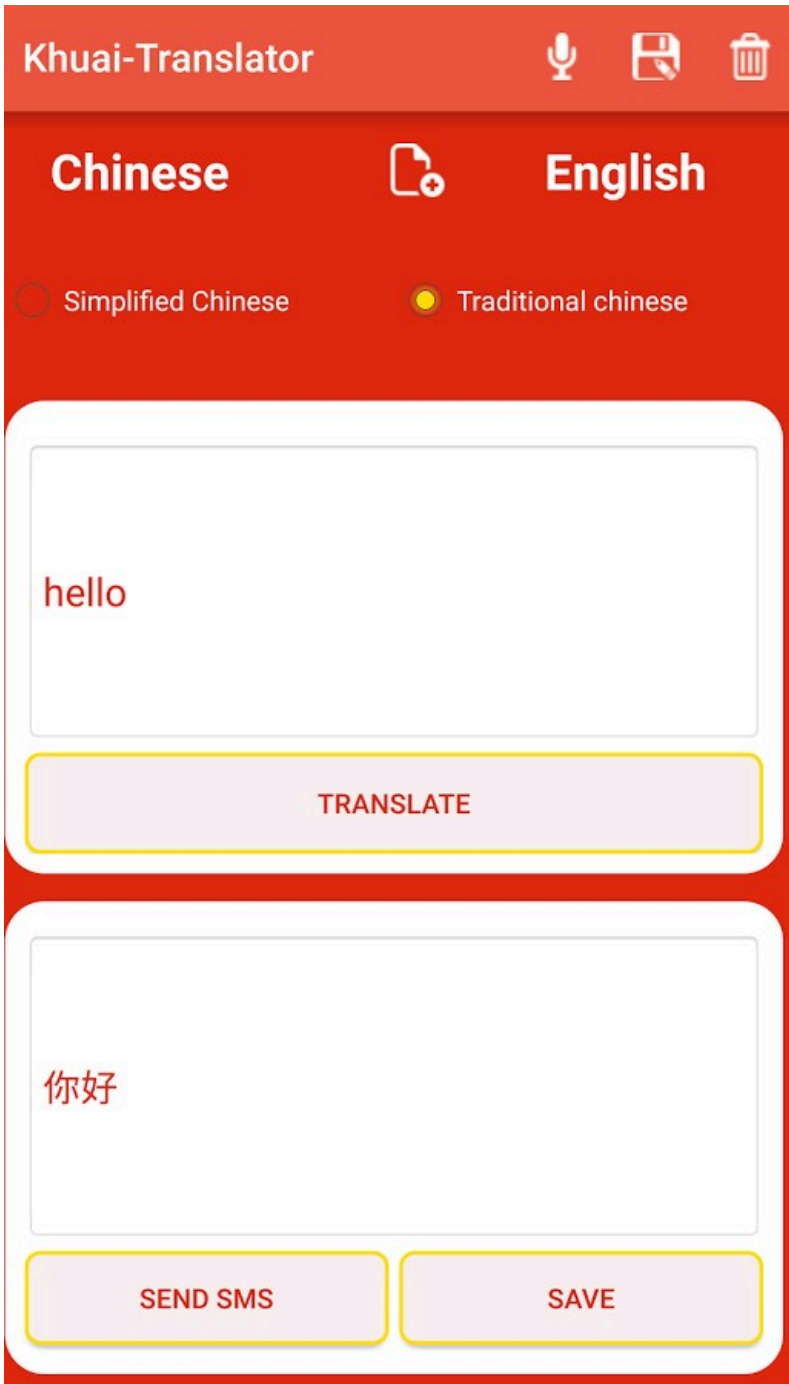 Khuai-Translator
Chinese English
Simplified Chinese Traditional chinese
hello
TRANSLATE
你好
SEND SMS SAVE